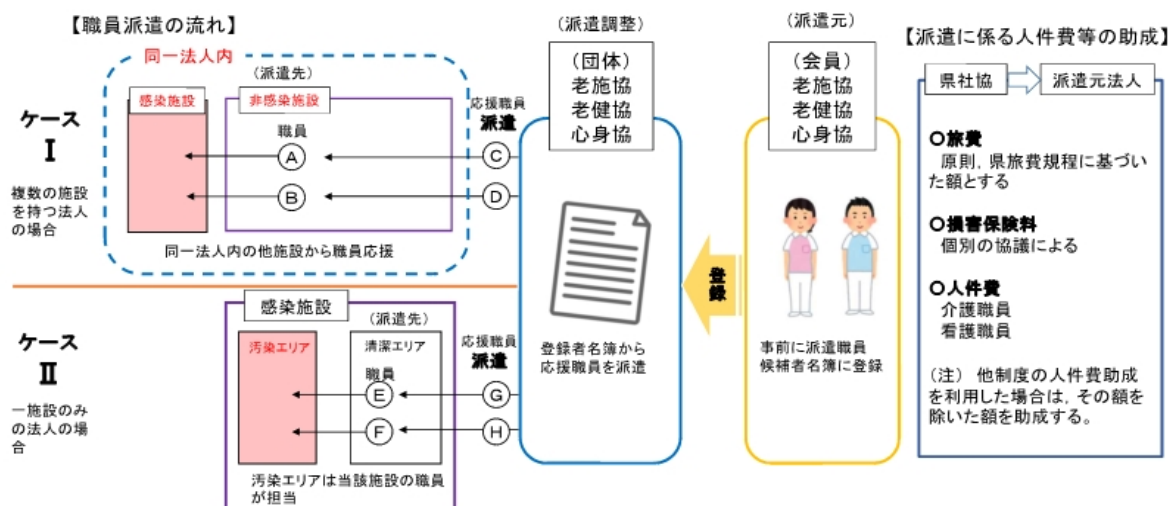 【職員派遣の流れ】
同一法人内
(派遣先)
感染施設
非感染施設
応援職員
派遣
ケース
Ⅰ
複数の施設
を持つ法人
の場合
職員
A
B
C
D
同一法人内の他施設から職員応援
ケース
Ⅱ
一施設のみ
の法人の場
合
感染施設
(派遣先)
汚染エリア
清潔エリア
応援職員
派遣
職員
E
F
G
H
汚染エリアは当該施設の職員
が担当
(派遣調整)
(団体)
老施協
老健協
心身協
登録者名簿から
応援職員を派遣
登録
(派遣元)
(会員)
老施協
老健協
心身協
事前に派遣職員
候補者名簿に登録
【派遣に係る人件費等の助成】
県社協
派遣元法人
○旅費
原則，県旅費規程に基づい
た額とする
○損害保険料
個別の協議による
○人件費
介護職員
看護職員
(注) 他制度の人件費助成
を利用した場合は，その額を
除いた額を助成する。